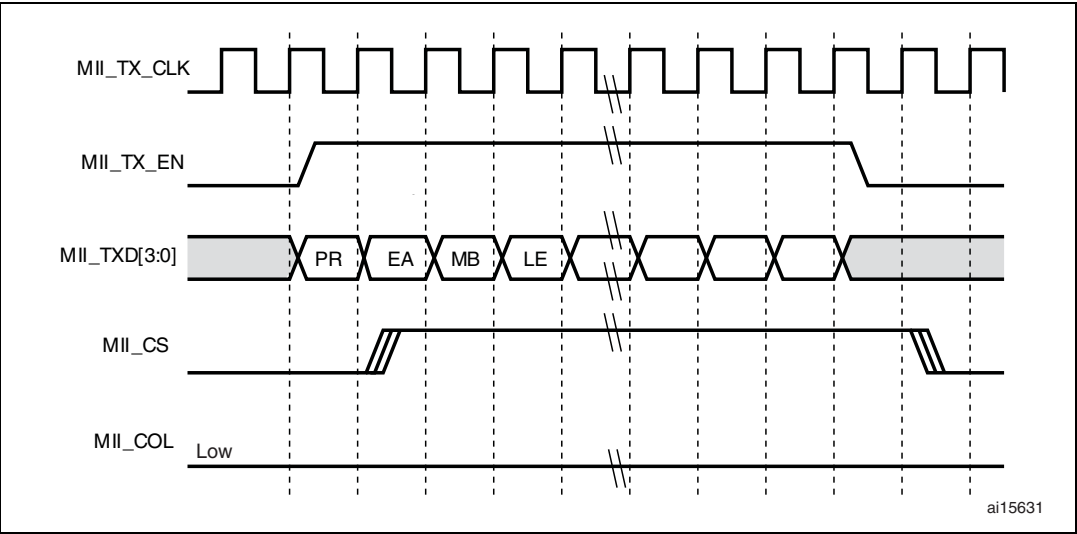 MII_TX_CLK
MII_TX_EN
MII_TXD[3:0]
PR EA MB LE
MII_CS
MII_COL
Low
ai15631